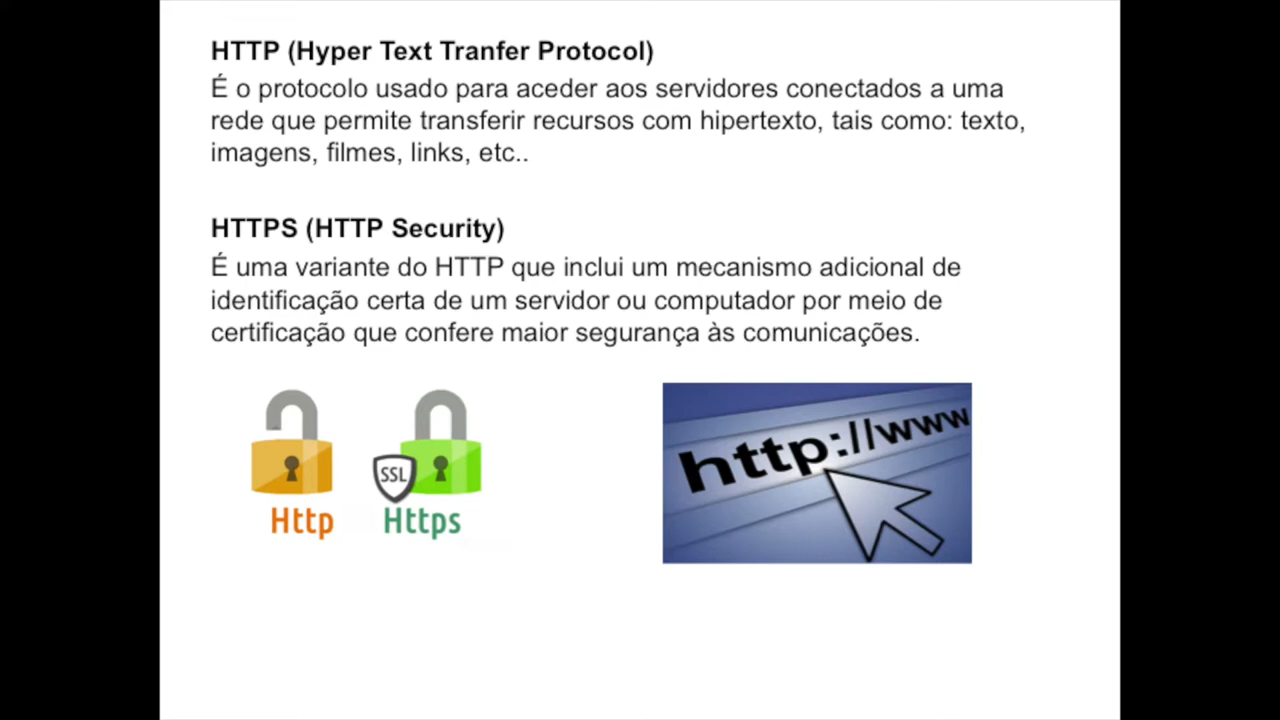 HTTP (Hyper Text Tranfer Protocol)
É o protocolo usado para aceder aos servidores conectados a uma
rede que permite transferir recursos com hipertexto, tais como: texto,
imagens, filmes, links, etc..
HTTPS (HTTP Security)
É uma variante do HTTP que inclui um mecanismo adicional de
identificação certa de um servidor ou computador por meio de
certificação que confere maior segurança às comunicações.
SSL
Http
Https
http://www